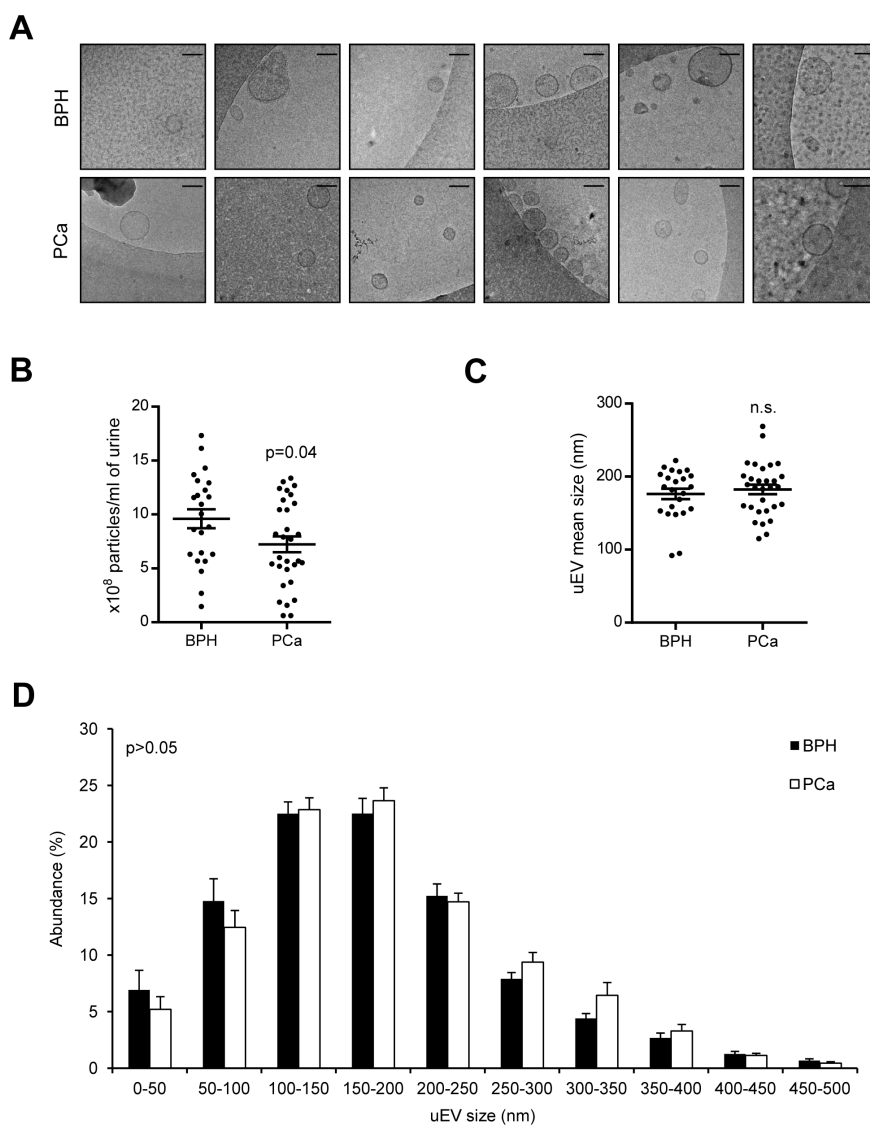 A
BPH
PCa
B
x10⁸ particles/ml of urine
20
15
10
5
0
p=0.04
BPH
PCa
C
uEV mean size (nm)
300
200
100
0
n.s.
BPH
PCa
D
Abundance (%)
30
25
20
15
10
5
0
p>0.05
BPH
PCa
0-50 50-100 100-150 150-200 200-250 250-300 300-350 350-400 400-450 450-500
uEV size (nm)